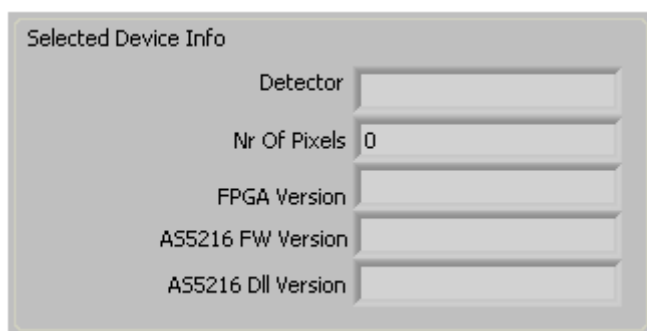 Selected Device Info
Detector
Nr Of Pixels 0
FPGA Version
AS5216 FW Version
AS5216 Dll Version